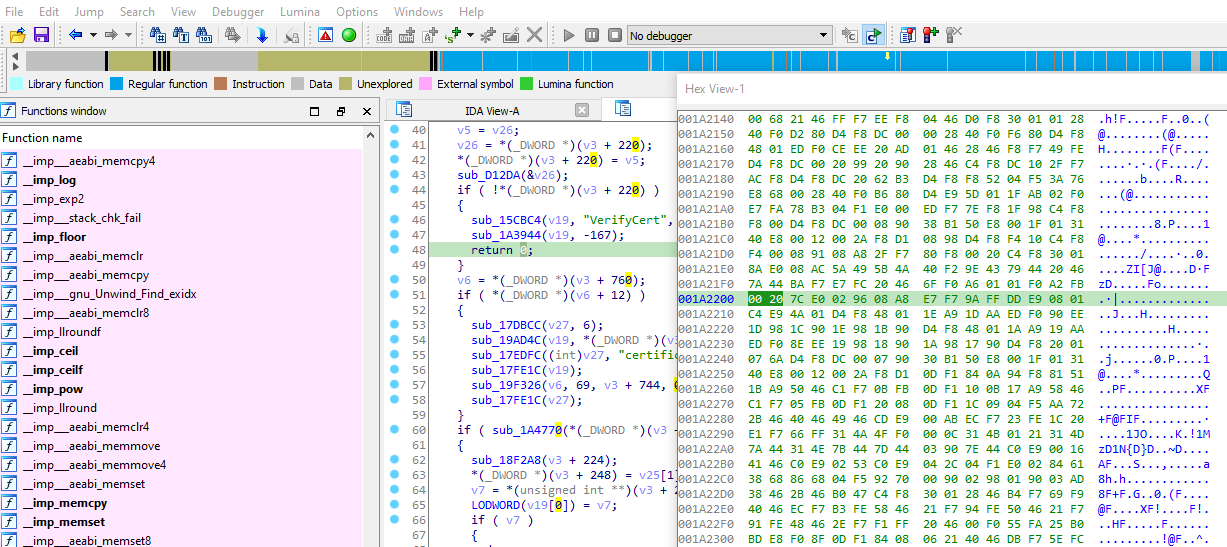 File Edit Jump Search View Debugger Lumina Options Windows Help
No debugger
Library function Regular function Instruction Data Unexplored External symbol Lumina function
Functions window
Function name
__imp___aeabi_memcpy4
__imp_log
__imp_exp2
__imp___stack_chk_fail
__imp_floor
__imp___aeabi_memclr
__imp___aeabi_memcpy
__imp___gnu_Unwind_Find_exidx
__imp___aeabi_memclr8
__imp_llroundf
__imp_ceil
__imp_ceilf
__imp_pow
__imp_llround
__imp___aeabi_memclr4
__imp___aeabi_memmove
__imp___aeabi_memmove4
__imp___aeabi_memset
__imp_memcpy
__imp_memset
__imp___aeabi_memset8
IDA View-A
40 v5 = v26;
41 v26 = *(_DWORD *)(v3 + 220);
42 *(_DWORD *)(v3 + 220) = v5;
43 sub_D12DA(&v26);
44 if ( !*(_DWORD *)(v3 + 220) )
45 {
46 sub_15CBC4(v19, "VerifyCert",
47 sub_1A3944(v19, -167);
48 return 0;
49 }
50 v6 = *(_DWORD *)(v3 + 760);
51 if ( *(_DWORD *)(v6 + 12) )
52 {
53 sub_17DBCC(v27, 6);
54 sub_19AD4C(v19, *(_DWORD *)(v3
55 sub_17EDFC((int)v27, "certific
56 sub_17FE1C(v19);
57 sub_19F326(v6, 69, v3 + 744, 0
58 sub_17FE1C(v27);
59 }
60 if ( sub_1A4770(*(_DWORD *)(v3 +
61 {
62 sub_18F2A8(v3 + 224);
63 *(_DWORD *)(v3 + 248) = v25[1]
64 v7 = *(unsigned int **)(v3 + 2
65 LODWORD(v19[0]) = v7;
66 if ( v7 )
67 {
Hex View-1
001A2140 00 68 21 46 FF F7 EE F8 04 46 D0 F8 30 01 01 28 .h!F.....F..0..(
001A2150 40 F0 D2 80 D4 F8 DC 00 00 28 40 F0 F6 80 D4 F8 @........(@.....
001A2160 48 01 ED F0 CE EE 20 AD 01 46 28 46 F8 F7 49 FE
001A2170 D4 F8 DC 00 20 99 20 90 28 46 C4 F8 DC 10 2F F7
001A2180 AC F8 D4 F8 DC 20 62 B3 D4 F8 F8 52 04 F5 3A 76
001A2190 E8 68 00 28 40 F0 B6 80 D4 E9 5D 01 1F AB 02 F0
001A21A0 E7 FA 78 B3 04 F1 E0 00 ED F7 7E F8 1F 98 C4 F8
001A21B0 F8 00 D4 F8 DC 00 08 90 38 B1 50 E8 00 1F 01 31
001A21C0 40 E8 00 12 00 2A F8 D1 08 98 D4 F8 F4 10 C4 F8
001A21D0 F4 00 08 91 08 A8 2F F7 80 F8 00 20 C4 F8 30 01
001A21E0 8A E0 08 AC 5A 49 5B 4A 40 F2 9E 43 79 44 20 46
001A21F0 7A 44 BA F7 FC FD 20 46 6F F0 A6 01 01 F0 A2 FB
001A2200 00 20 7C E0 02 96 08 A8 E7 F7 9A FF DD E9 08 01
001A2210 C4 E9 4A 01 D4 F8 48 01 1E A9 1D AA ED F0 90 EE
001A2220 1D 98 1C 90 1E 98 1B 90 D4 F8 48 01 1A A9 19 AA
001A2230 ED F0 8E EE 19 98 18 90 1A 98 17 90 D4 F8 20 01
001A2240 07 6A D4 F8 DC 00 07 90 30 B1 50 E8 00 1F 01 31
001A2250 40 E8 00 12 00 2A F8 D1 0D F1 84 0A 94 F8 81 51
001A2260 1B A9 50 46 C1 F7 0B FB 0D F1 10 0B 17 A9 58 46
001A2270 C1 F7 05 FB 0D F1 20 08 0D F1 1C 09 04 F5 AA 72
001A2280 2B 46 40 46 49 46 CD E9 00 AB EC F7 23 FE 1C 20
001A2290 E1 F7 66 FF 31 4A 4F F0 00 0C 31 4B 01 21 31 4D
001A22A0 7A 44 31 4E 7B 44 7D 44 03 90 7E 44 C0 E9 00 16
001A22B0 41 46 C0 E9 02 53 C0 E9 04 2C 04 F1 E0 02 84 61
001A22C0 38 68 86 68 04 F5 92 70 00 90 02 98 01 90 03 AD
001A22D0 38 46 2B 46 B0 47 C4 F8 30 01 28 46 B4 F7 69 F9
001A22E0 40 46 EC F7 B3 FE 58 46 21 F7 94 FE 50 46 21 F7
001A22F0 91 FE 48 46 2E F7 F1 FF 20 46 00 F0 55 FA 25 B0
001A2300 BD E8 F0 8F 0D F1 84 08 06 21 40 46 DB F7 5E FC